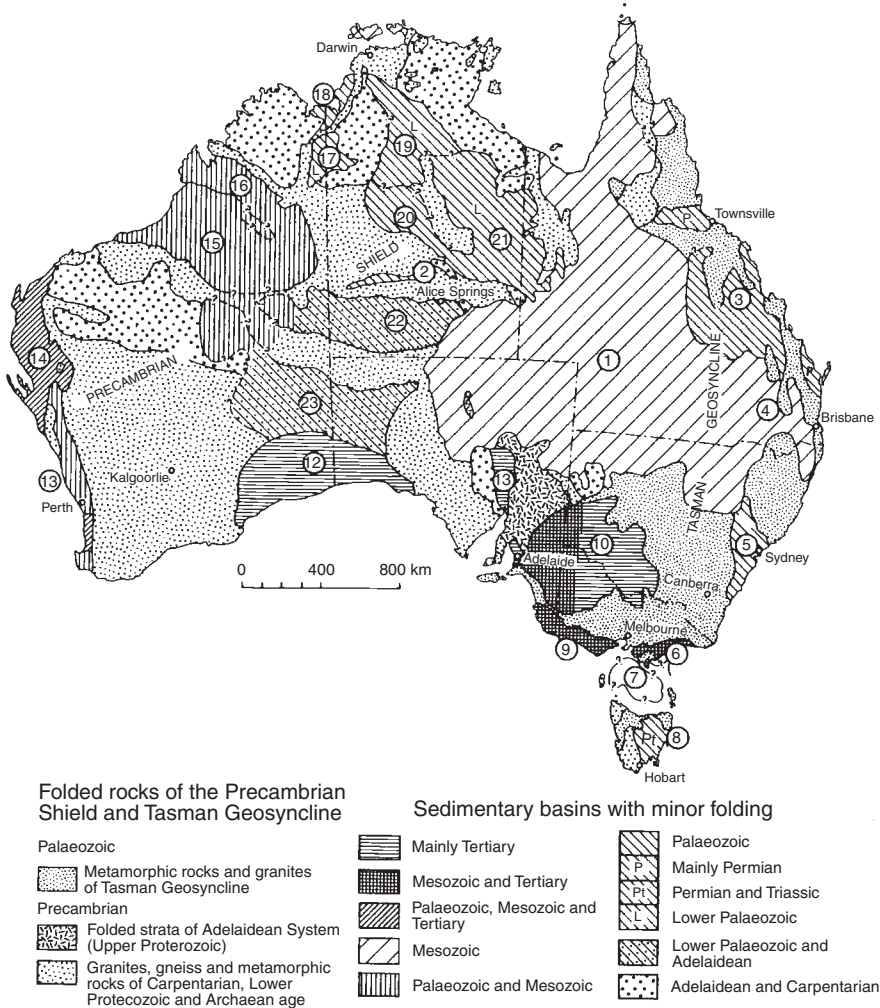 Darwin
18
L
19
17
L
16
P
Townsville
15
20
L
21
SHIELD
2
Alice Springs
3
22
14
1
PRECAMBRIAN
GEOSYNCLINE
23
4
Brisbane
12
Kalgoorlie
13
13
Perth
TASMAN
10
5
Sydney
Adelaide
0 400 800 km
Canberra
Melbourne
9
6
7
Pt
8
Hobart
Folded rocks of the Precambrian
Shield and Tasman Geosyncline
Palaeozoic
Metamorphic rocks and granites
of Tasman Geosyncline
Precambrian
Folded strata of Adelaidean System
(Upper Proterozoic)
Granites, gneiss and metamorphic
rocks of Carpentarian, Lower
Protecozoic and Archaean age
Sedimentary basins with minor folding
Mainly Tertiary
Mesozoic and Tertiary
Palaeozoic, Mesozoic and
Tertiary
Mesozoic
Palaeozoic and Mesozoic
Palaeozoic
P Mainly Permian
Pt Permian and Triassic
L Lower Palaeozoic
Lower Palaeozoic and
Adelaidean
Adelaidean and Carpentarian